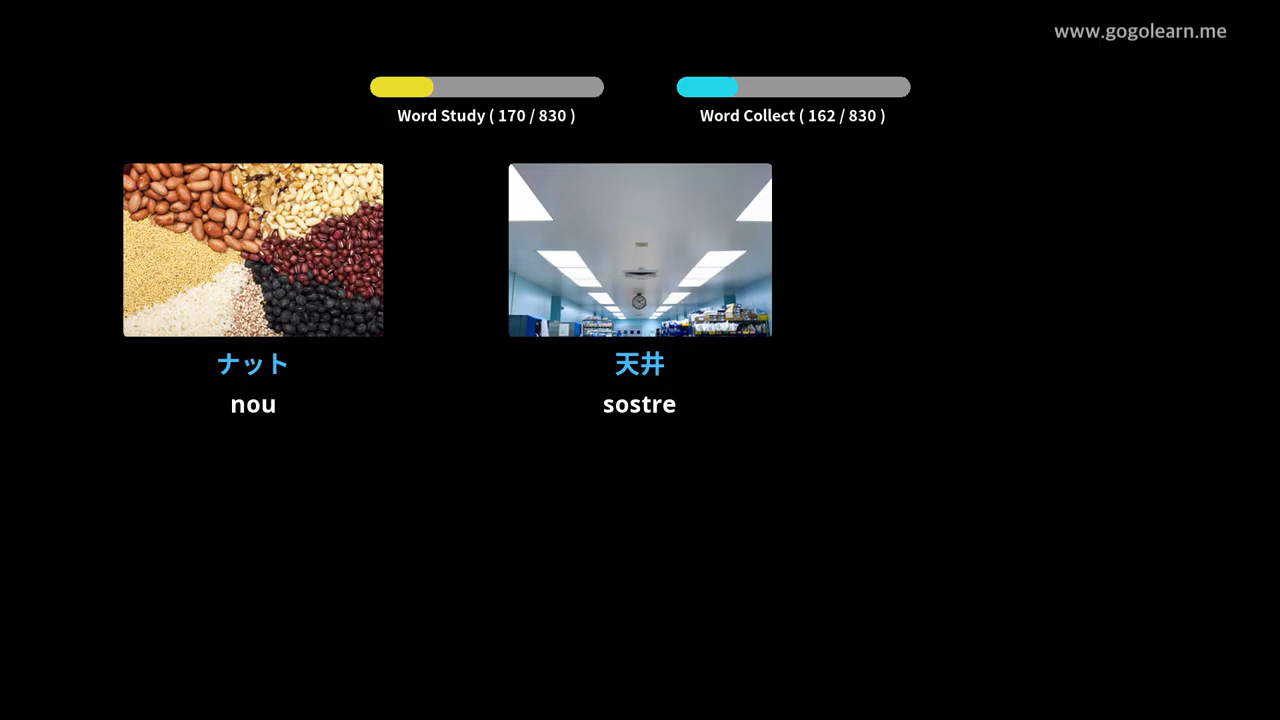 www.gogolearn.me
Word Study ( 170 / 830 )
Word Collect ( 162 / 830 )
ナット
nou
天井
sostre